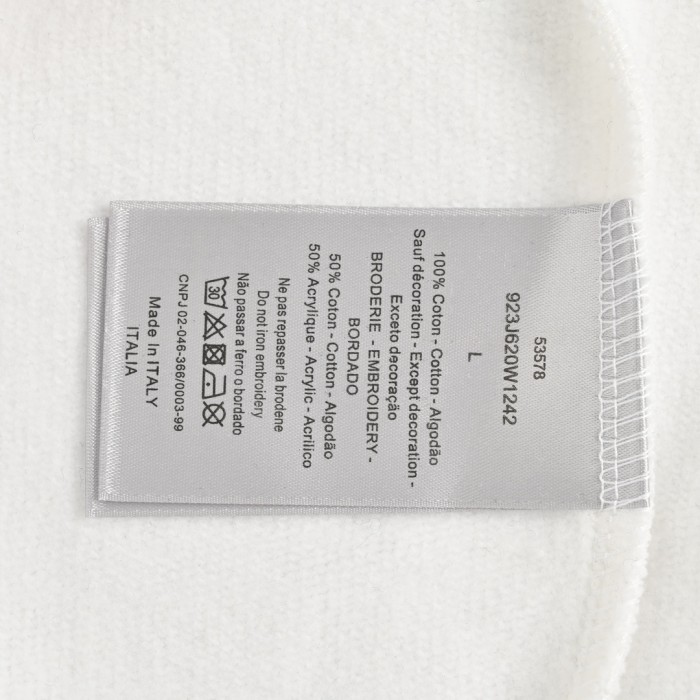 53578
923J620W1242
L
100% Coton - Cotton - Algodão
Sauf décoration - Except decoration -
Exceto decoração
BRODERIE - EMBROIDERY -
BORDADO
50% Coton - Cotton - Algodão
50% Acrylique - Acrylic - Acrilico
Ne pas repasser la brodene
Do not iron embroidery
Não passar a ferro o bordado
30
CNPJ 02-046-366/0003-99
Made In ITALY
ITALIA